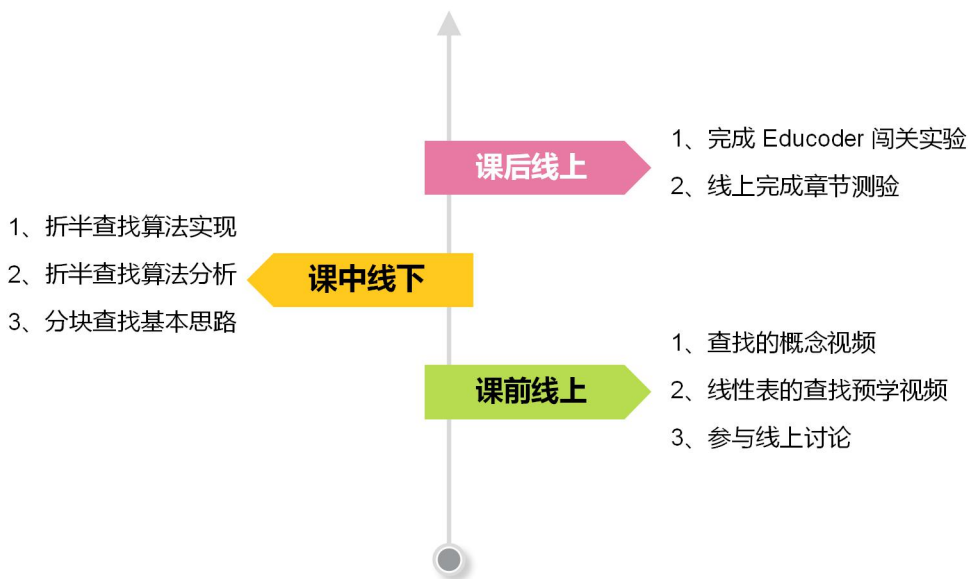 课后线上
1、完成 Educoder 闯关实验
2、线上完成章节测验
1、折半查找算法实现
2、折半查找算法分析
3、分块查找基本思路
课中线下
课前线上
1、查找的概念视频
2、线性表的查找预学视频
3、参与线上讨论